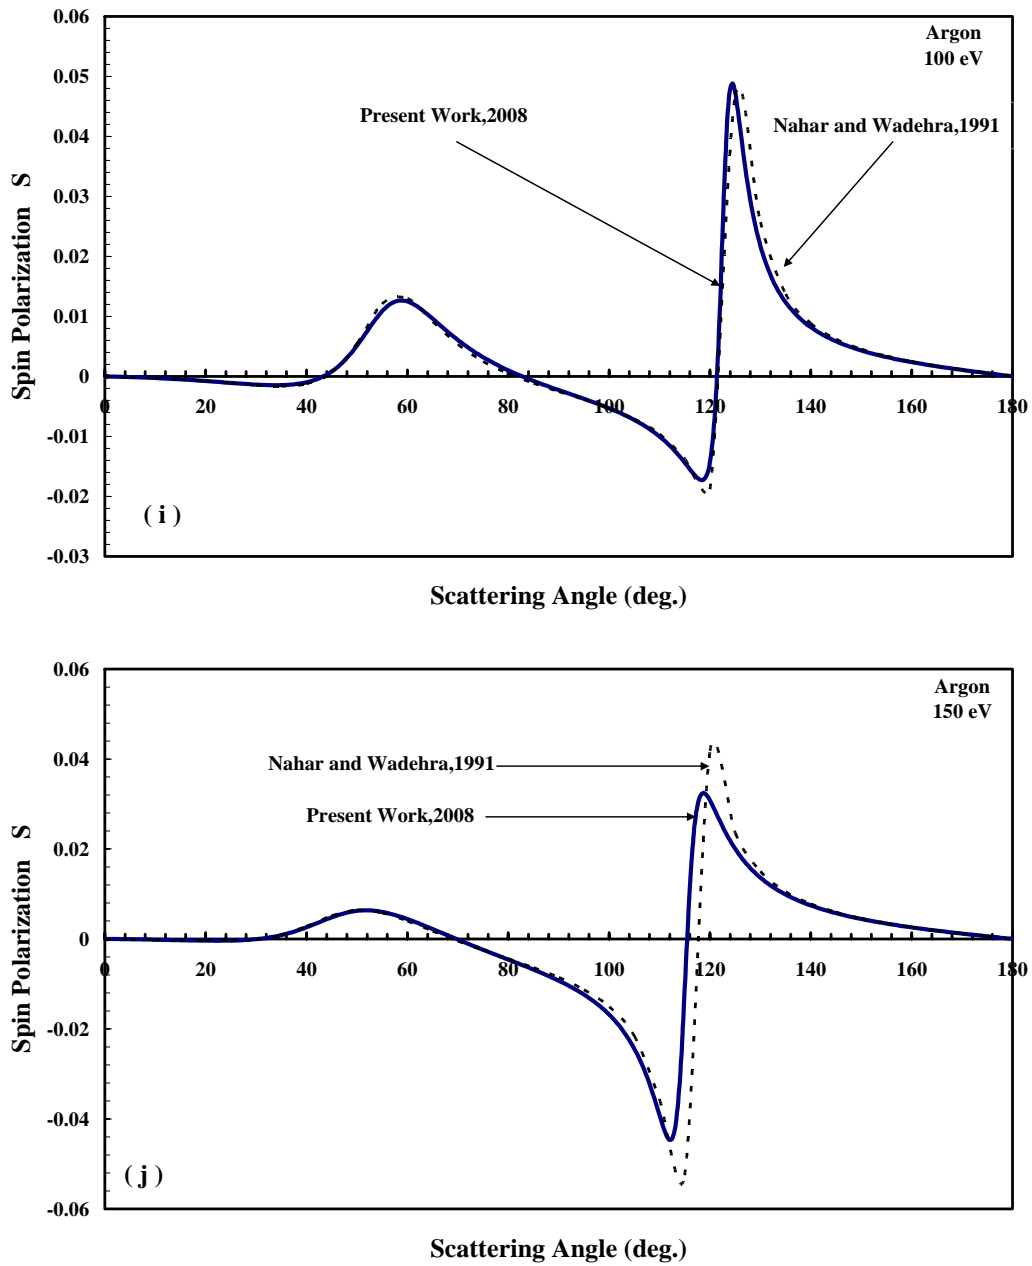 0.06
Argon
100 eV
0.05
Present Work,2008
Nahar and Wadehra,1991
0.04
0.03
0.02
0.01
0
0 20 40 60 80 100 120 140 160 180
-0.01
-0.02
-0.03
Spin Polarization S
( i )
Scattering Angle (deg.)
0.06
Argon
150 eV
0.04
Nahar and Wadehra,1991
Present Work,2008
0.02
0
0 20 40 60 80 100 120 140 160 180
-0.02
-0.04
-0.06
Spin Polarization S
( j )
Scattering Angle (deg.)